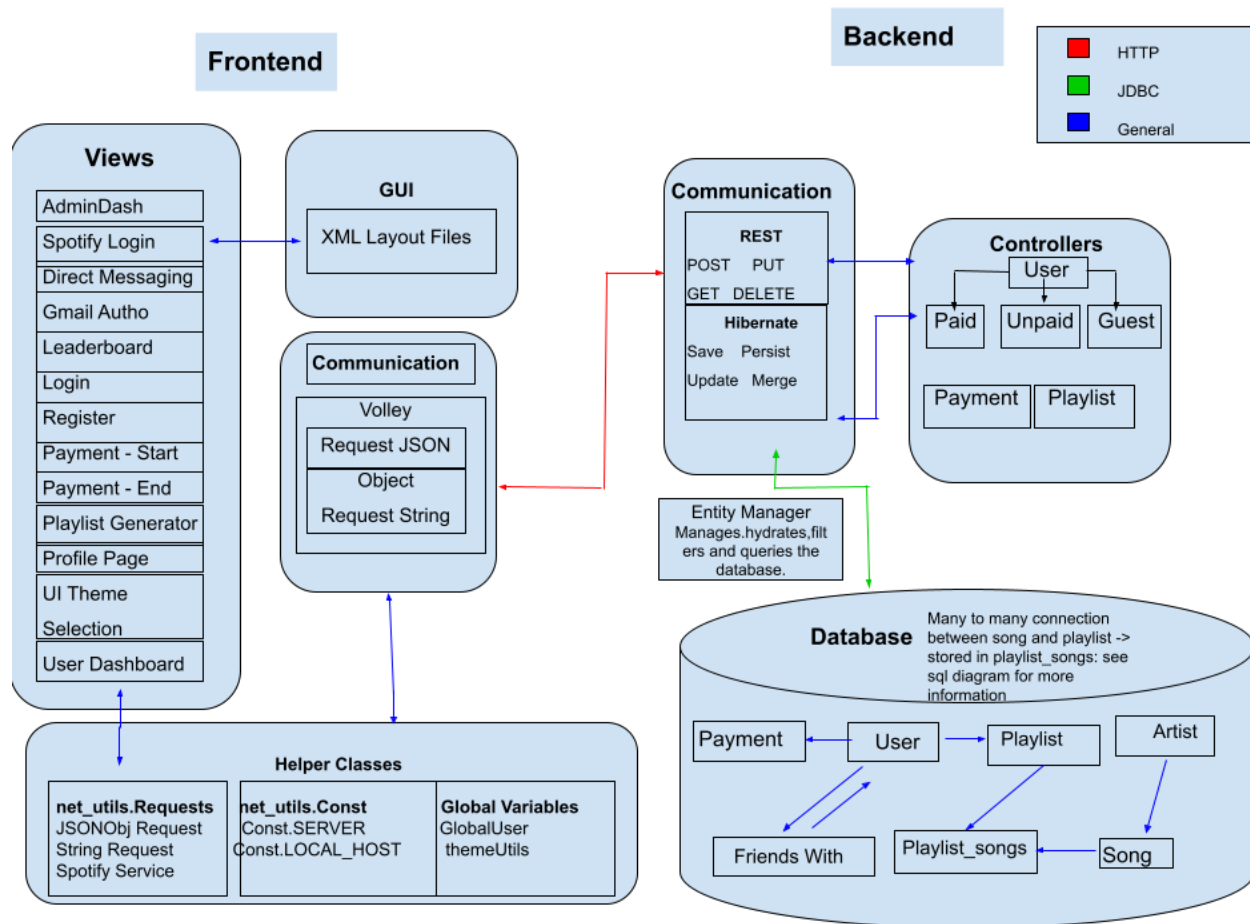 Frontend
Backend
HTTP
JDBC
General
Views
AdminDash
Spotify Login
Direct Messaging
Gmail Autho
Leaderboard
Login
Register
Payment - Start
Payment - End
Playlist Generator
Profile Page
UI Theme
Selection
User Dashboard
GUI
XML Layout Files
Communication
Volley
Request JSON
Object
Request String
Helper Classes
net_utils.Requests
JSONObj Request
String Request
Spotify Service
net_utils.Const
Const.SERVER
Const.LOCAL_HOST
Global Variables
GlobalUser
themeUtils
Communication
REST
POST PUT
GET DELETE
Hibernate
Save Persist
Update Merge
Controllers
User
Paid
Unpaid
Guest
Payment
Playlist
Entity Manager
Manages.hydrates,filt
ers and queries the
database.
Database
Many to many connection
between song and playlist ->
stored in playlist_songs: see
sql diagram for more
information
Payment
User
Playlist
Artist
Friends With
Playlist_songs
Song